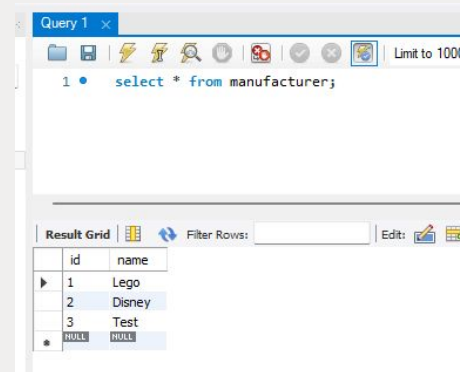 Query 1
Limit to 1000
1 select * from manufacturer;
Result Grid Filter Rows: Edit:
id name
1 Lego
2 Disney
3 Test
NULL NULL